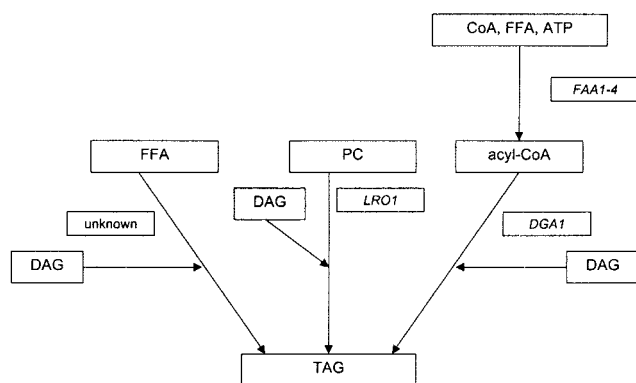 CoA, FFA, ATP
FAA1-4
FFA
PC
acyl-CoA
DAG
LRO1
unknown
DGA1
DAG
DAG
TAG